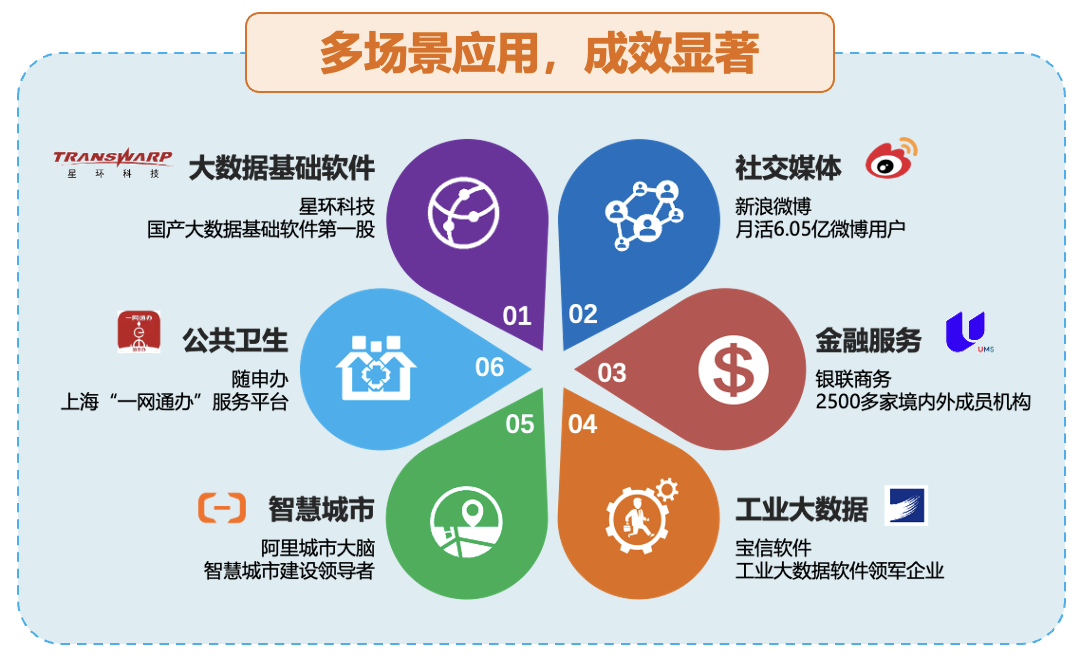 多场景应用，成效显著
TRANSWARP
星环科技
大数据基础软件
星环科技
国产大数据基础软件第一股
01
社交媒体
新浪微博
月活6.05亿微博用户
02
金融服务
UMS
银联商务
2500多家境内外成员机构
03
工业大数据
宝信软件
工业大数据软件领军企业
04
智慧城市
阿里城市大脑
智慧城市建设领导者
05
一网通办
公共卫生
随申办
上海“一网通办”服务平台
06